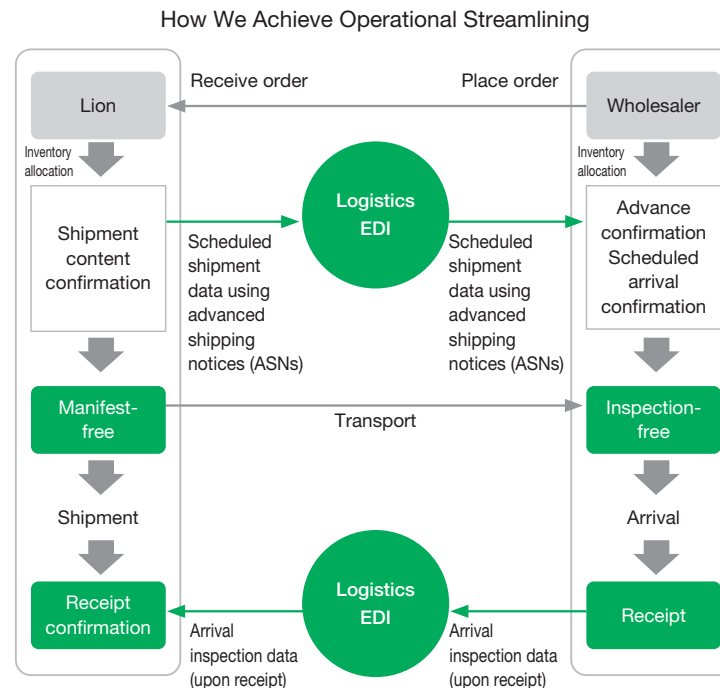 How We Achieve Operational Streamlining
Lion
Receive order
Place order
Wholesaler
Inventory
allocation
Inventory
allocation
Shipment
content
confirmation
Scheduled
shipment
data using
advanced
shipping
notices (ASNs)
Logistics
EDI
Scheduled
shipment
data using
advanced
shipping
notices (ASNs)
Advance
confirmation
Scheduled
arrival
confirmation
Manifest-
free
Transport
Inspection-
free
Shipment
Arrival
Receipt
confirmation
Arrival
inspection data
(upon receipt)
Logistics
EDI
Arrival
inspection data
(upon receipt)
Receipt